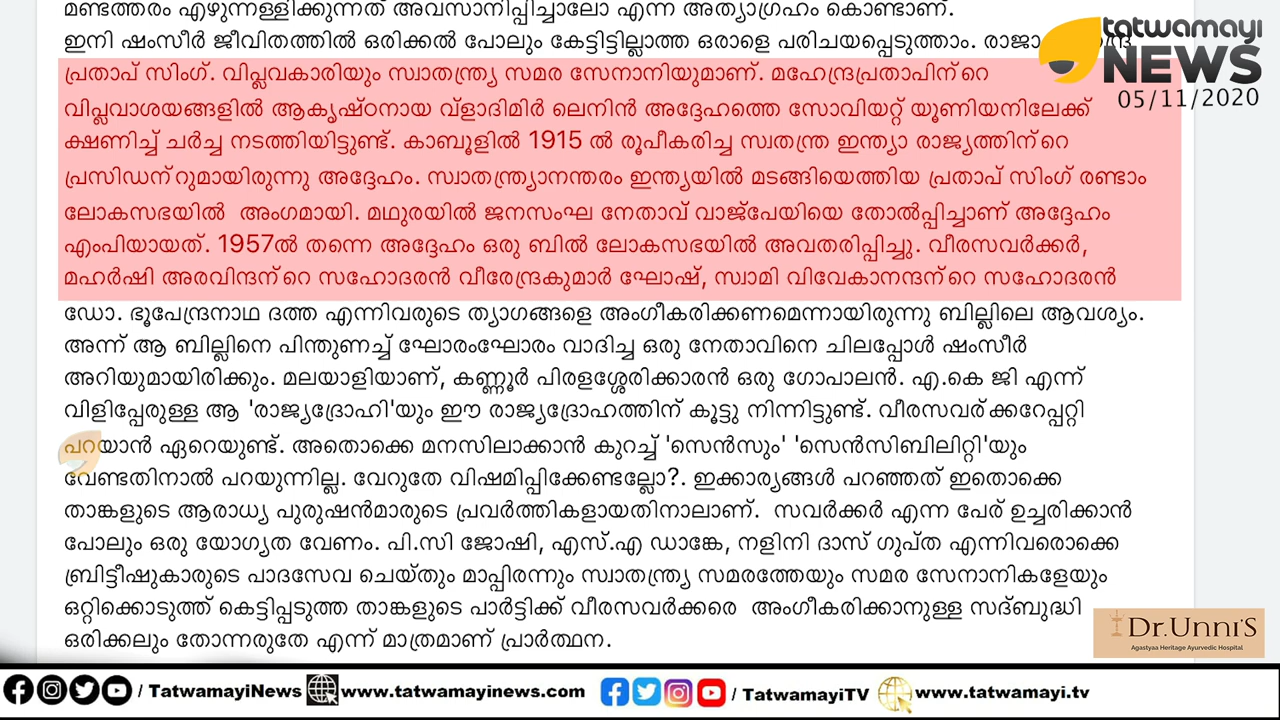 മണ്ടത്തരം എഴുന്നള്ളിക്കുന്നത് അവസാനിപ്പിച്ചാലോ എന്ന അത്യാഗ്രഹം കൊണ്ടാണ്.
ഇനി ഷംസീർ ജീവിതത്തിൽ ഒരിക്കൽ പോലും കേട്ടിട്ടില്ലാത്ത ഒരാളെ പരിചയപ്പെടുത്താം. രാജാ
പ്രതാപ് സിംഗ്. വിപ്ലവകാരിയും സ്വാതന്ത്ര്യ സമര സേനാനിയുമാണ്. മഹേന്ദ്രപ്രതാപിന്റെ
വിപ്ലവാശയങ്ങളിൽ ആകൃഷ്ഠനായ വ്ളാദിമിർ ലെനിൻ അദ്ദേഹത്തെ സോവിയറ്റ് യൂണിയനിലേക്ക്
ക്ഷണിച്ച് ചർച്ച നടത്തിയിട്ടുണ്ട്. കാബൂളിൽ 1915 ൽ രൂപീകരിച്ച സ്വതന്ത്ര ഇന്ത്യാ രാജ്യത്തിന്റെ
പ്രസിഡന്റുമായിരുന്നു അദ്ദേഹം. സ്വാതന്ത്ര്യാനന്തരം ഇന്ത്യയിൽ മടങ്ങിയെത്തിയ പ്രതാപ് സിംഗ് രണ്ടാം
ലോകസഭയിൽ അംഗമായി. മഥുരയിൽ ജനസംഘ നേതാവ് വാജ്പേയിയെ തോൽപ്പിച്ചാണ് അദ്ദേഹം
എംപിയായത്. 1957ൽ തന്നെ അദ്ദേഹം ഒരു ബിൽ ലോകസഭയിൽ അവതരിപ്പിച്ചു. വീരസവർക്കർ,
മഹർഷി അരവിന്ദന്റെ സഹോദരൻ വീരേന്ദ്രകുമാർ ഘോഷ്, സ്വാമി വിവേകാനന്ദന്റെ സഹോദരൻ
ഡോ. ഭൂപേന്ദ്രനാഥ ദത്ത എന്നിവരുടെ ത്യാഗങ്ങളെ അംഗീകരിക്കണമെന്നായിരുന്നു ബില്ലിലെ ആവശ്യം.
അന്ന് ആ ബില്ലിനെ പിന്തുണച്ച് ഘോരംഘോരം വാദിച്ച ഒരു നേതാവിനെ ചിലപ്പോൾ ഷംസീർ
അറിയുമായിരിക്കും. മലയാളിയാണ്, കണ്ണൂർ പിരളശ്ശേരിക്കാരൻ ഒരു ഗോപാലൻ. എ.കെ ജി എന്ന്
വിളിപ്പേരുള്ള ആ 'രാജ്യദ്രോഹി'യും ഈ രാജ്യദ്രോഹത്തിന് കൂട്ടു നിന്നിട്ടുണ്ട്. വീരസവര്ക്കറേപ്പറ്റി
പറയാൻ ഏറെയുണ്ട്. അതൊക്കെ മനസിലാക്കാൻ കുറച്ച് 'സെൻസും' 'സെൻസിബിലിറ്റി'യും
വേണ്ടതിനാൽ പറയുന്നില്ല. വേറുതേ വിഷമിപ്പിക്കേണ്ടല്ലോ?. ഇക്കാര്യങ്ങൾ പറഞ്ഞത് ഇതൊക്കെ
താങ്കളുടെ ആരാധ്യ പുരുഷൻമാരുടെ പ്രവർത്തികളായതിനാലാണ്. സവർക്കർ എന്ന പേര് ഉച്ചരിക്കാൻ
പോലും ഒരു യോഗ്യത വേണം. പി.സി ജോഷി, എസ്.എ ഡാങ്കേ, നളിനി ദാസ് ഗുപ്ത എന്നിവരൊക്കെ
ബ്രിട്ടീഷുകാരുടെ പാദസേവ ചെയ്തും മാപ്പിരന്നും സ്വാതന്ത്ര്യ സമരത്തേയും സമര സേനാനികളേയും
ഒറ്റിക്കൊടുത്ത് കെട്ടിപ്പടുത്ത താങ്കളുടെ പാർട്ടിക്ക് വീരസവർക്കരെ അംഗീകരിക്കാനുള്ള സദ്ബുദ്ധി
ഒരിക്കലും തോന്നരുതേ എന്ന് മാത്രമാണ് പ്രാർത്ഥന.
tatwamayi
NEWS
05/11/2020
Dr.Unni'S
Agastyaa Heritage Ayurvedic Hospital
/ TatwamayiNews www.tatwamayinews.com / TatwamayiTV www.tatwamayi.tv